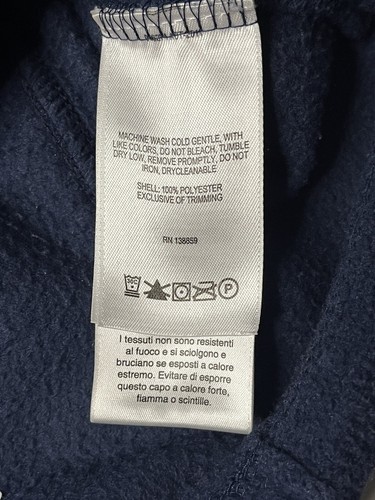 MACHINE WASH COLD GENTLE, WITH
LIKE COLORS, DO NOT BLEACH, TUMBLE
DRY LOW, REMOVE PROMPTLY, DO NOT
IRON, DRYCLEANABLE
SHELL: 100% POLYESTER
EXCLUSIVE OF TRIMMING
RN 138859
30C P
I tessuti non sono resistenti
al fuoco e si sciolgono e
bruciano se esposti a calore
estremo. Evitare di esporre
questo capo a calore forte,
fiamma o scintille.